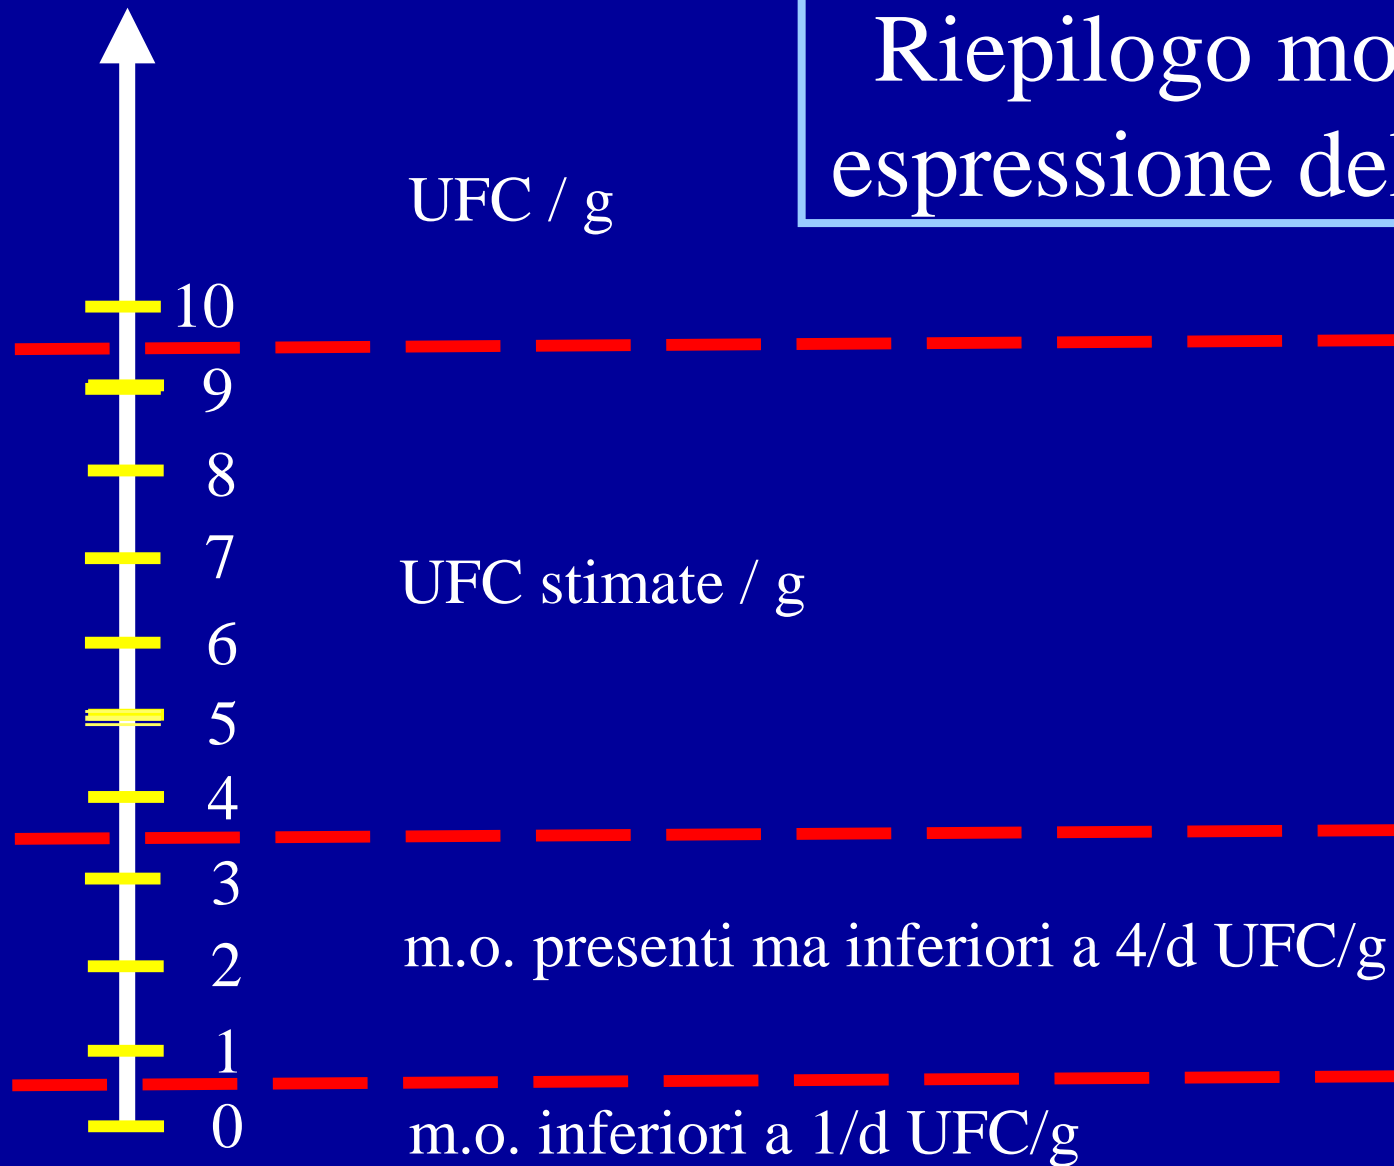 Riepilogo mo
espressione del
UFC / g
10
9
8
7
UFC stimate / g
6
5
4
3
m.o. presenti ma inferiori a 4/d UFC/g
2
1
0
m.o. inferiori a 1/d UFC/g